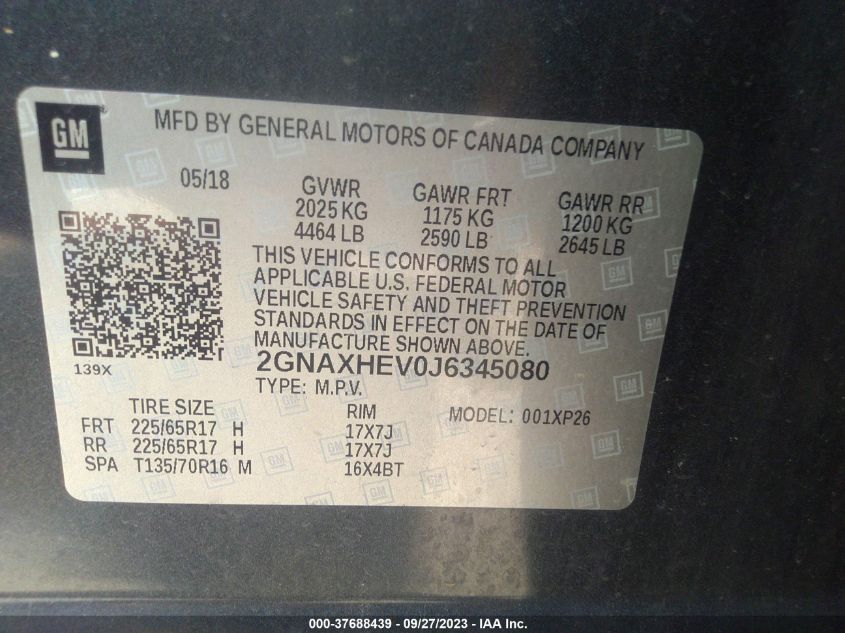 GM
MFD BY GENERAL MOTORS OF CANADA COMPANY
05/18
GVWR
2025 KG
4464 LB
GAWR FRT
1175 KG
2590 LB
GAWR RR
1200 KG
2645 LB
THIS VEHICLE CONFORMS TO ALL
APPLICABLE U.S. FEDERAL MOTOR
VEHICLE SAFETY AND THEFT PREVENTION
STANDARDS IN EFFECT ON THE DATE OF
MANUFACTURE SHOWN ABOVE.
139X
2GNAXHEV0J6345080
TYPE: M.P.V.
TIRE SIZE
RIM
MODEL: 001XP26
FRT 225/65R17 H 17X7J
RR 225/65R17 H 17X7J
SPA T135/70R16 M 16X4BT
000-37688439 - 09/27/2023 - IAA Inc.